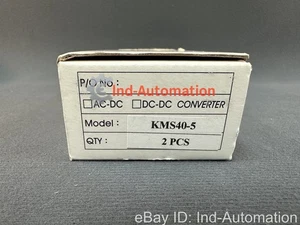 P/O NO.:
Ind-Automation
AC-DC DC-DC CONVERTER
Model: KMS40-5
QTY: 2 PCS
eBay ID: Ind-Automation